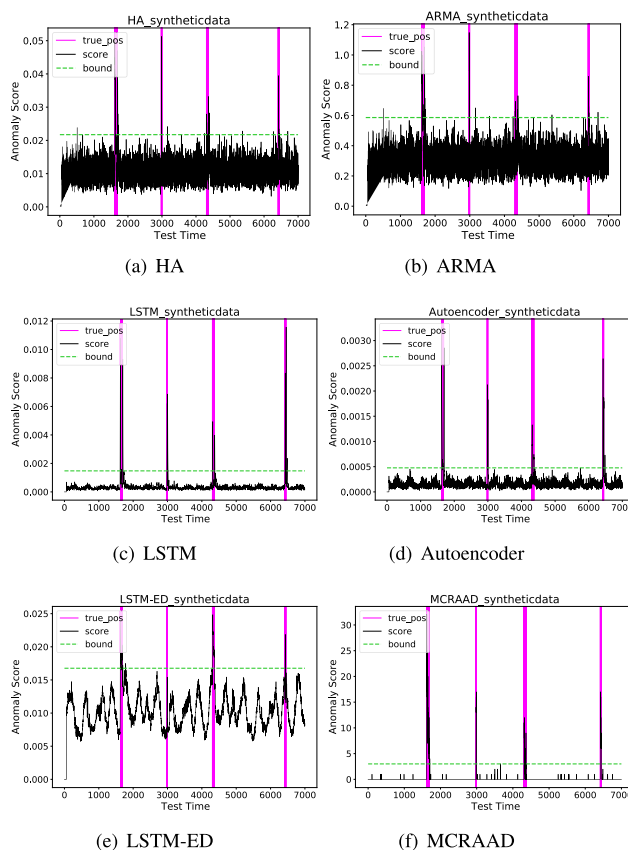 HA_syntheticdata
true_pos
score
bound
Anomaly Score
0.05
0.04
0.03
0.02
0.01
0.00
0 1000 2000 3000 4000 5000 6000 7000
Test Time
(a) HA
ARMA_syntheticdata
true_pos
score
bound
Anomaly Score
1.2
1.0
0.8
0.6
0.4
0.2
0.0
0 1000 2000 3000 4000 5000 6000 7000
Test Time
(b) ARMA
LSTM_syntheticdata
true_pos
score
bound
Anomaly Score
0.012
0.010
0.008
0.006
0.004
0.002
0.000
0 1000 2000 3000 4000 5000 6000 7000
Test Time
(c) LSTM
Autoencoder_syntheticdata
true_pos
score
bound
Anomaly Score
0.0030
0.0025
0.0020
0.0015
0.0010
0.0005
0.0000
0 1000 2000 3000 4000 5000 6000 7000
Test Time
(d) Autoencoder
LSTM-ED_syntheticdata
true_pos
score
bound
Anomaly Score
0.025
0.020
0.015
0.010
0.005
0.000
0 1000 2000 3000 4000 5000 6000 7000
Test Time
(e) LSTM-ED
MCRAAD_syntheticdata
true_pos
score
bound
Anomaly Score
30
25
20
15
10
5
0
0 1000 2000 3000 4000 5000 6000 7000
Test Time
(f) MCRAAD